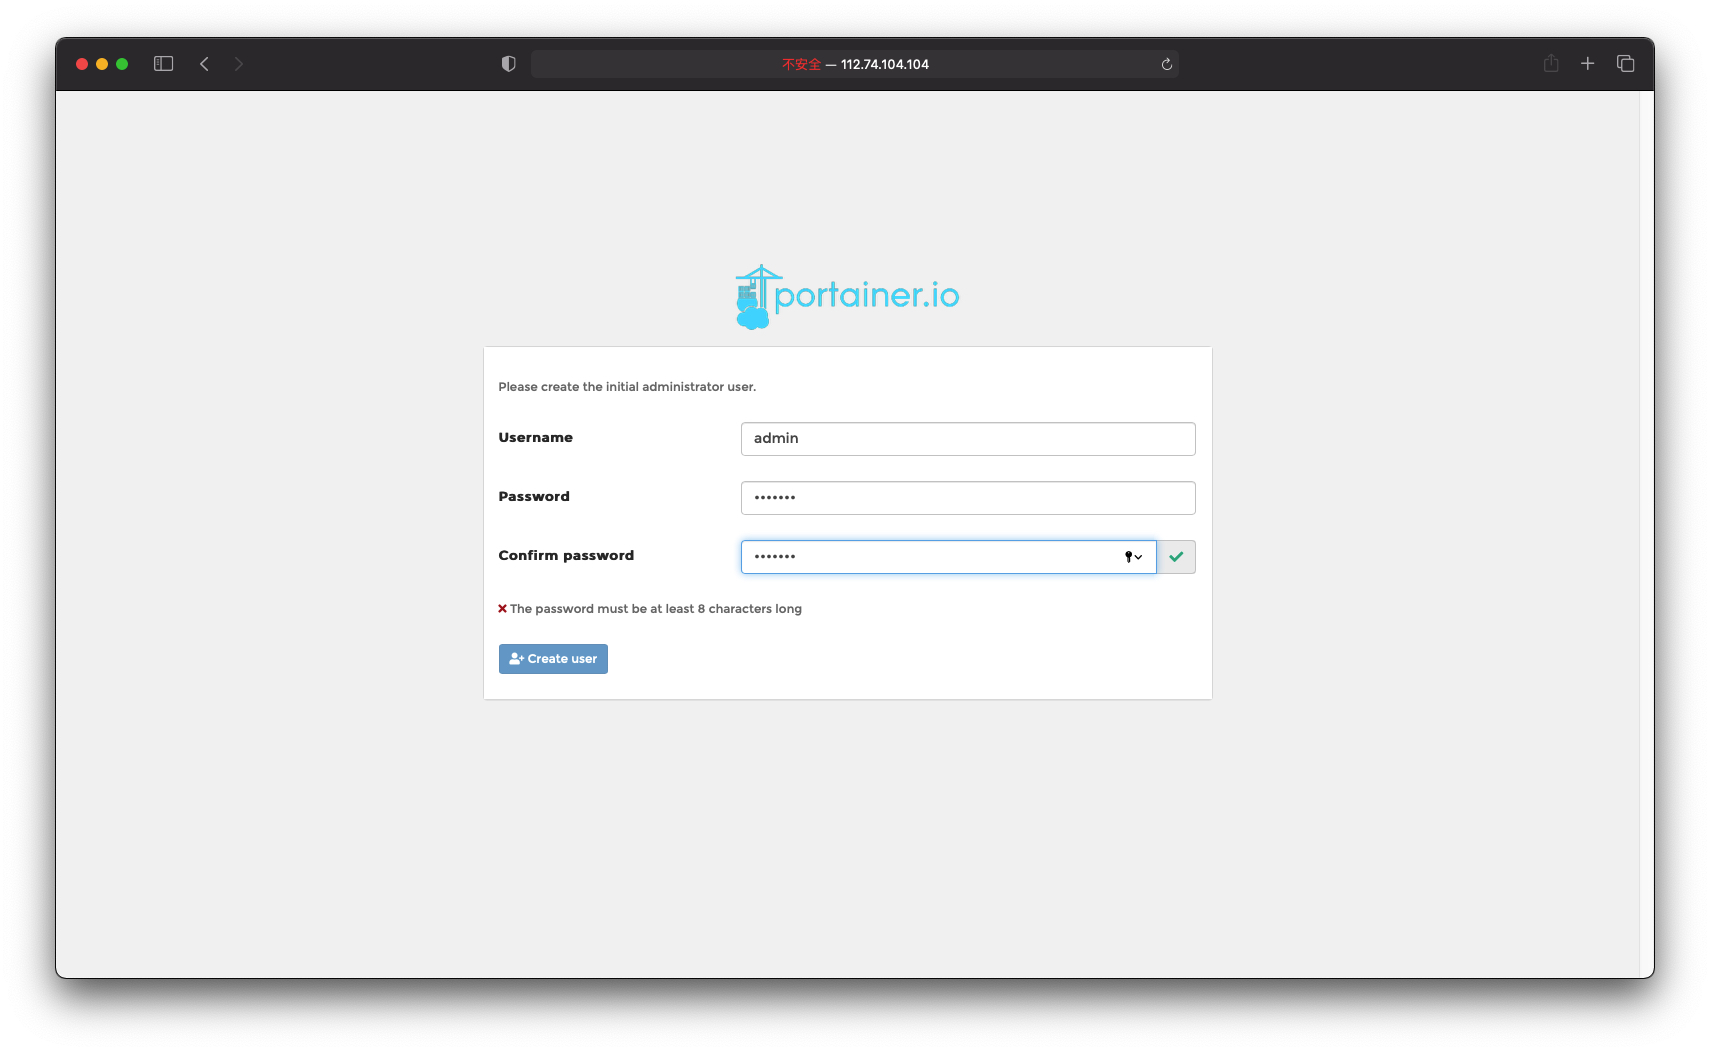 不安全 — 112.74.104.104
portainer.io
Please create the initial administrator user.
Username
admin
Password
•••••••
Confirm password
•••••••
The password must be at least 8 characters long
Create user